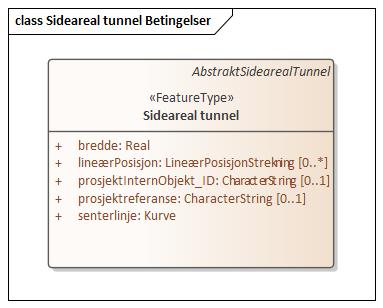 class Sideareal tunnel Betingelser
AbstraktSidearealTunnel
«FeatureType»
Sideareal tunnel
+ bredde: Real
+ lineærPosisjon: LineærPosisjonStrekning [0..*]
+ prosjektInternObjekt_ID: CharacterString [0..1]
+ prosjektreferanse: CharacterString [0..1]
+ senterlinje: Kurve